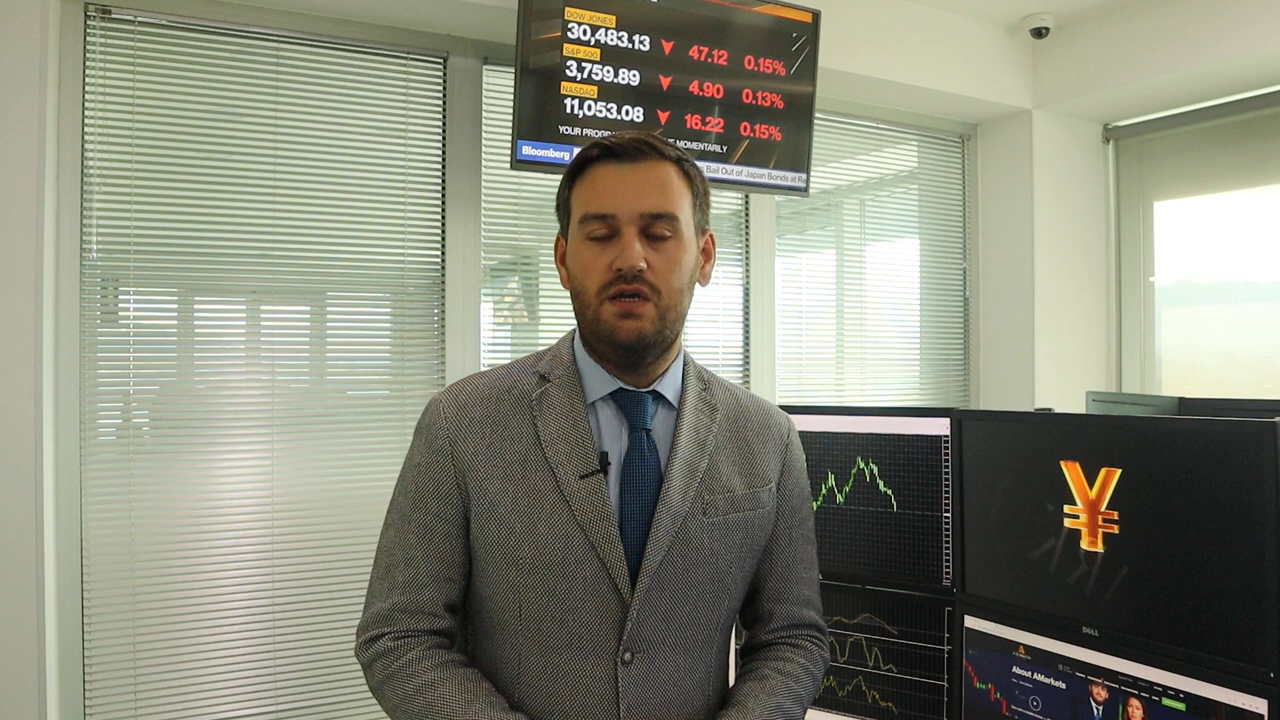 DOW JONES
30,483.13 ▼ 47.12 0.15%
S&P 500
3,759.89 ▼ 4.90 0.13%
NASDAQ
11,053.08 ▼ 16.22 0.15%
YOUR MOMENTARILY
Bloomberg Bail Out of Japan Bonds at
¥
DELL
About AMarkets